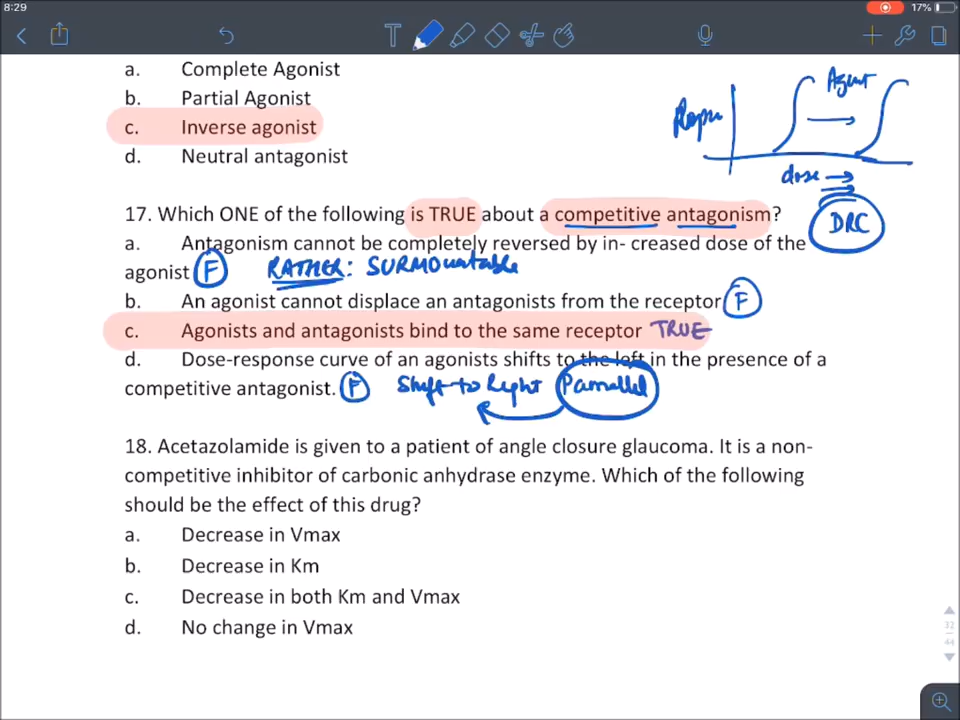 8:29
17%
a. Complete Agonist
b. Partial Agonist
c. Inverse agonist
d. Neutral antagonist
Agent
dose
DRC
17. Which ONE of the following is TRUE about a competitive antagonism?
a. Antagonism cannot be completely reversed by in- creased dose of the
agonist F RATHER: SURMOuntable
b. An agonist cannot displace an antagonists from the receptor F
c. Agonists and antagonists bind to the same receptor TRUE
d. Dose-response curve of an agonists shifts to the left in the presence of a
competitive antagonist. F Shift to Right
18. Acetazolamide is given to a patient of angle closure glaucoma. It is a non-
competitive inhibitor of carbonic anhydrase enzyme. Which of the following
should be the effect of this drug?
a. Decrease in Vmax
b. Decrease in Km
c. Decrease in both Km and Vmax
d. No change in Vmax
32
44